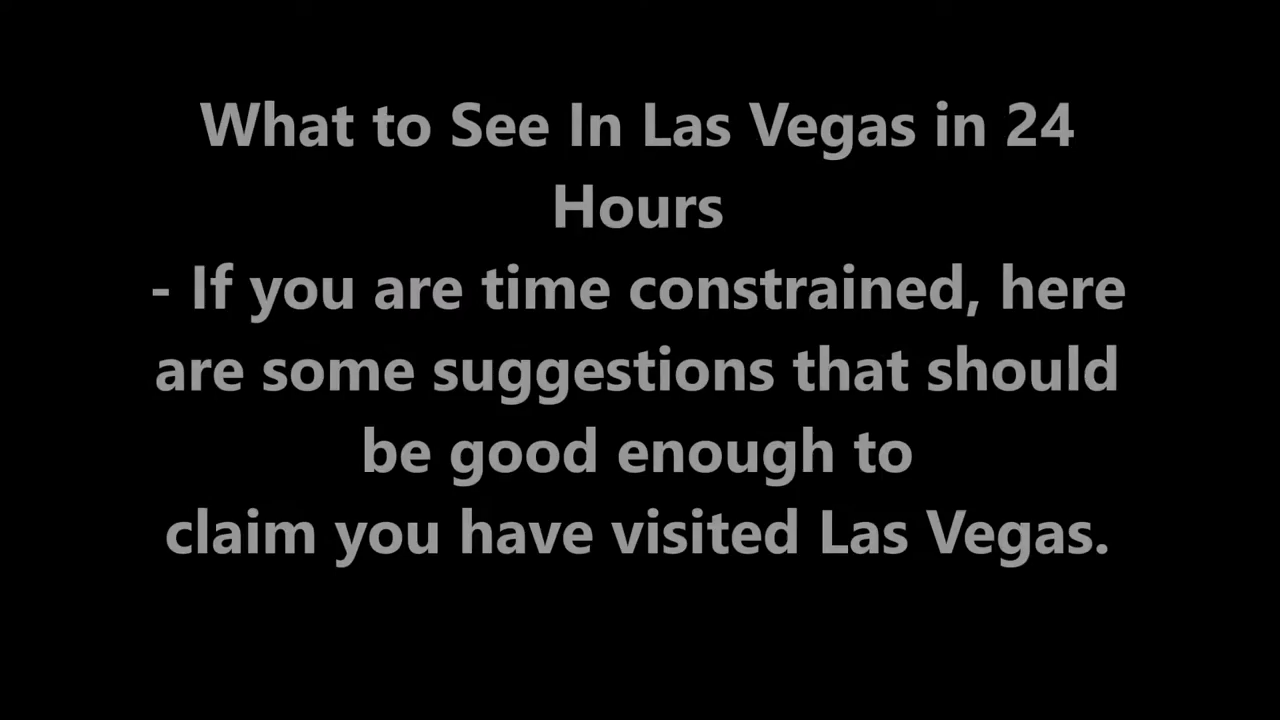 What to See In Las Vegas in 24
Hours
- If you are time constrained, here
are some suggestions that should
be good enough to
claim you have visited Las Vegas.